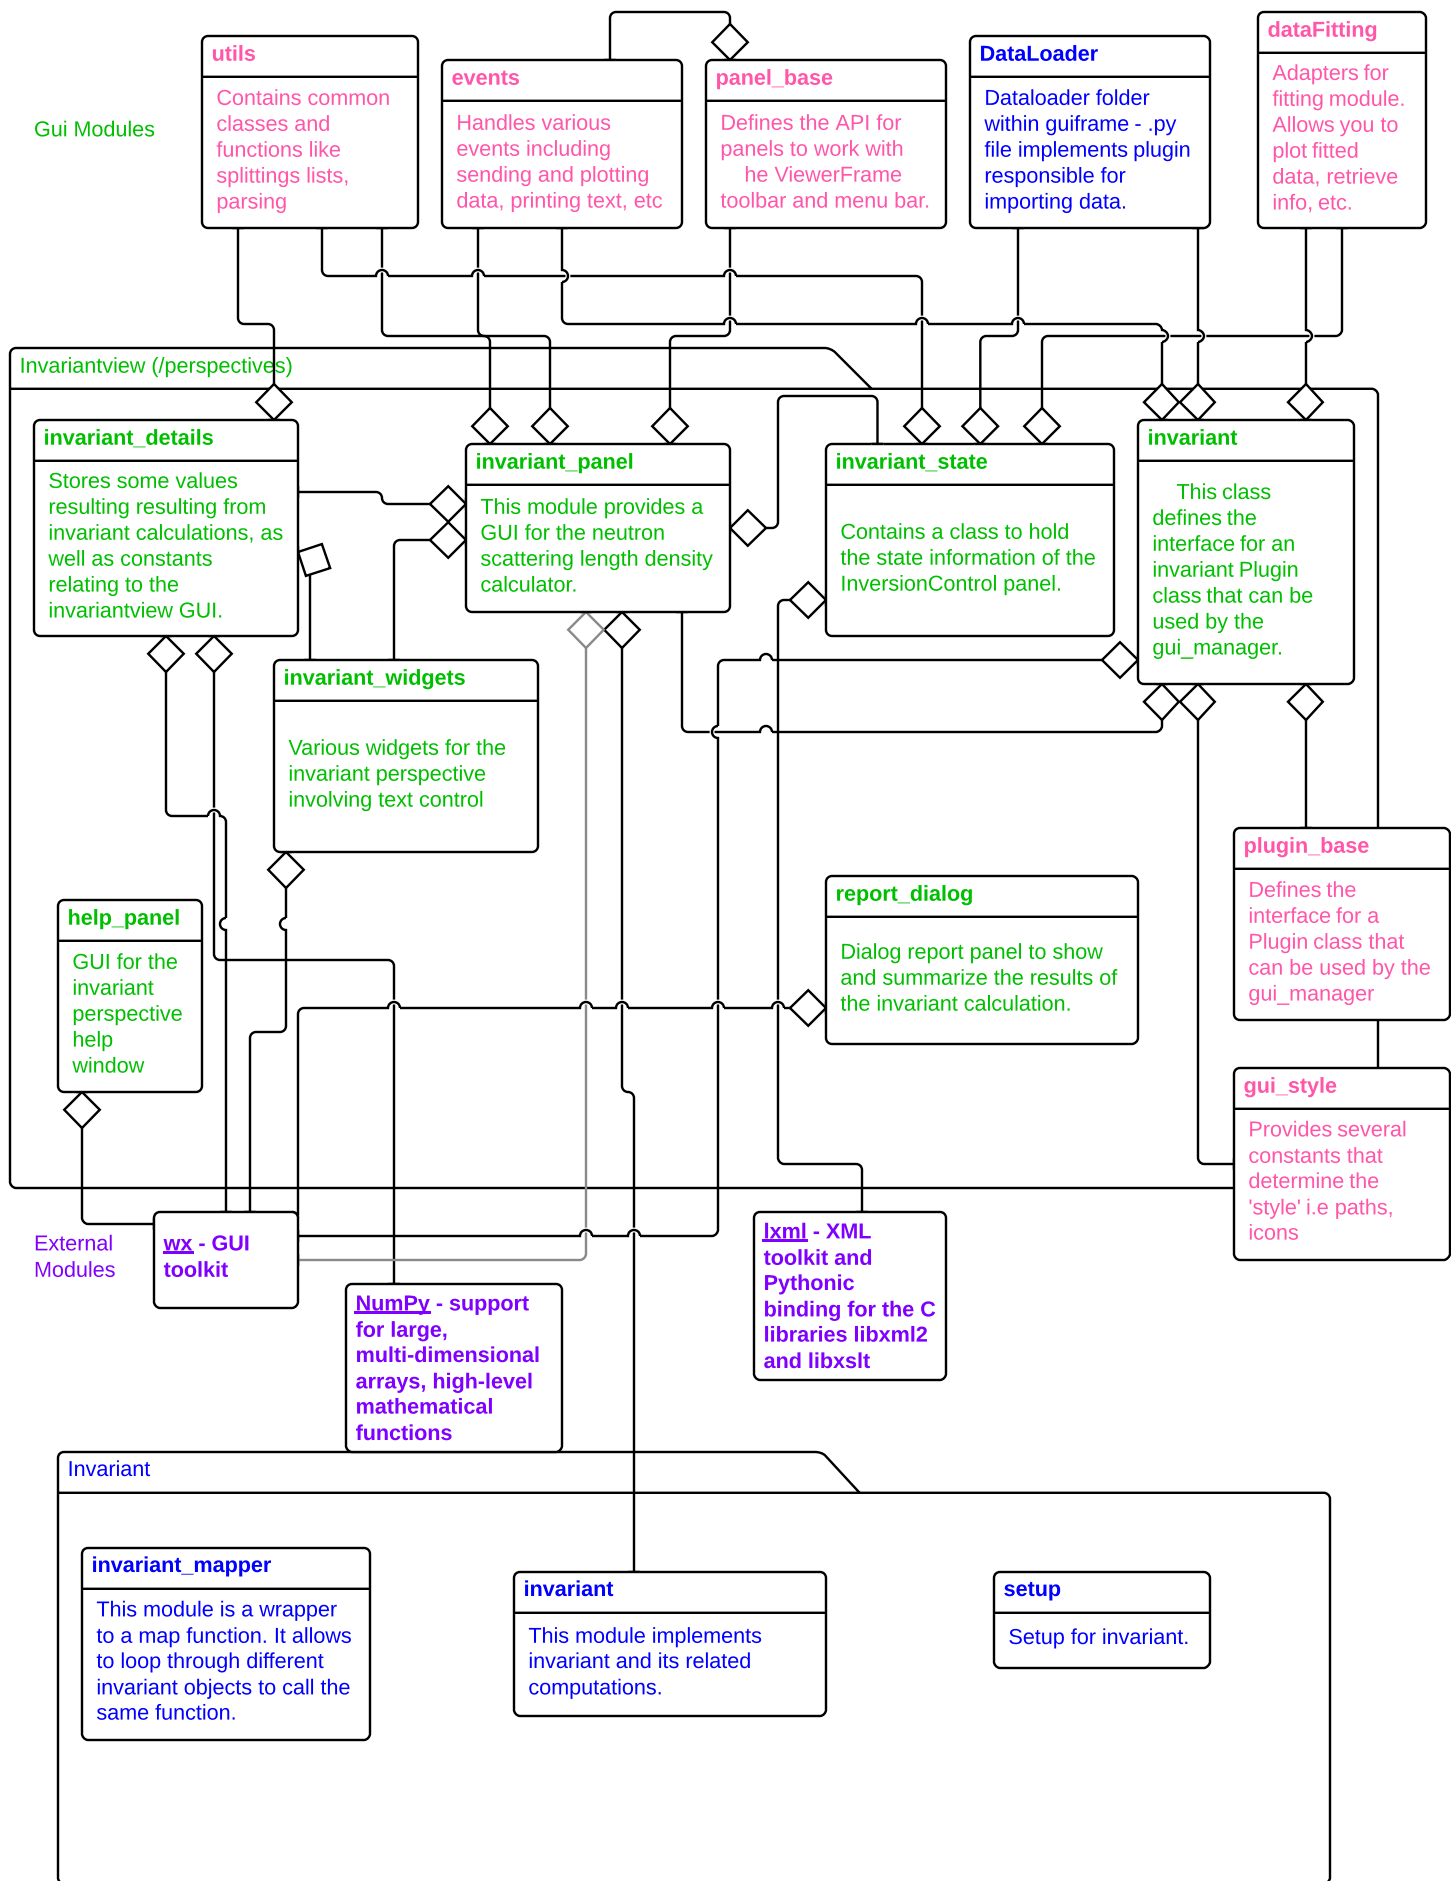 utils
Contains common
classes and
functions like
splittings lists,
parsing
events
Handles various
events including
sending and plotting
data, printing text, etc
panel_base
Defines the API for
panels to work with
he ViewerFrame
toolbar and menu bar.
DataLoader
Dataloader folder
within guiframe - .py
file implements plugin
responsible for
importing data.
dataFitting
Adapters for
fitting module.
Allows you to
plot fitted
data, retrieve
info, etc.
Gui Modules
Invariantview (/perspectives)
invariant_details
Stores some values
resulting resulting from
invariant calculations, as
well as constants
relating to the
invariantview GUI.
invariant_panel
This module provides a
GUI for the neutron
scattering length density
calculator.
invariant_state
Contains a class to hold
the state information of the
InversionControl panel.
invariant
This class
defines the
interface for an
invariant Plugin
class that can be
used by the
gui_manager.
invariant_widgets
Various widgets for the
invariant perspective
involving text control
plugin_base
Defines the
interface for a
Plugin class that
can be used by the
gui_manager
help_panel
GUI for the
invariant
perspective
help
window
report_dialog
Dialog report panel to show
and summarize the results of
the invariant calculation.
gui_style
Provides several
constants that
determine the
'style' i.e paths,
icons
External
Modules
wx - GUI
toolkit
NumPy - support
for large,
multi-dimensional
arrays, high-level
mathematical
functions
lxml - XML
toolkit and
Pythonic
binding for the C
libraries libxml2
and libxslt
Invariant
invariant_mapper
This module is a wrapper
to a map function. It allows
to loop through different
invariant objects to call the
same function.
invariant
This module implements
invariant and its related
computations.
setup
Setup for invariant.